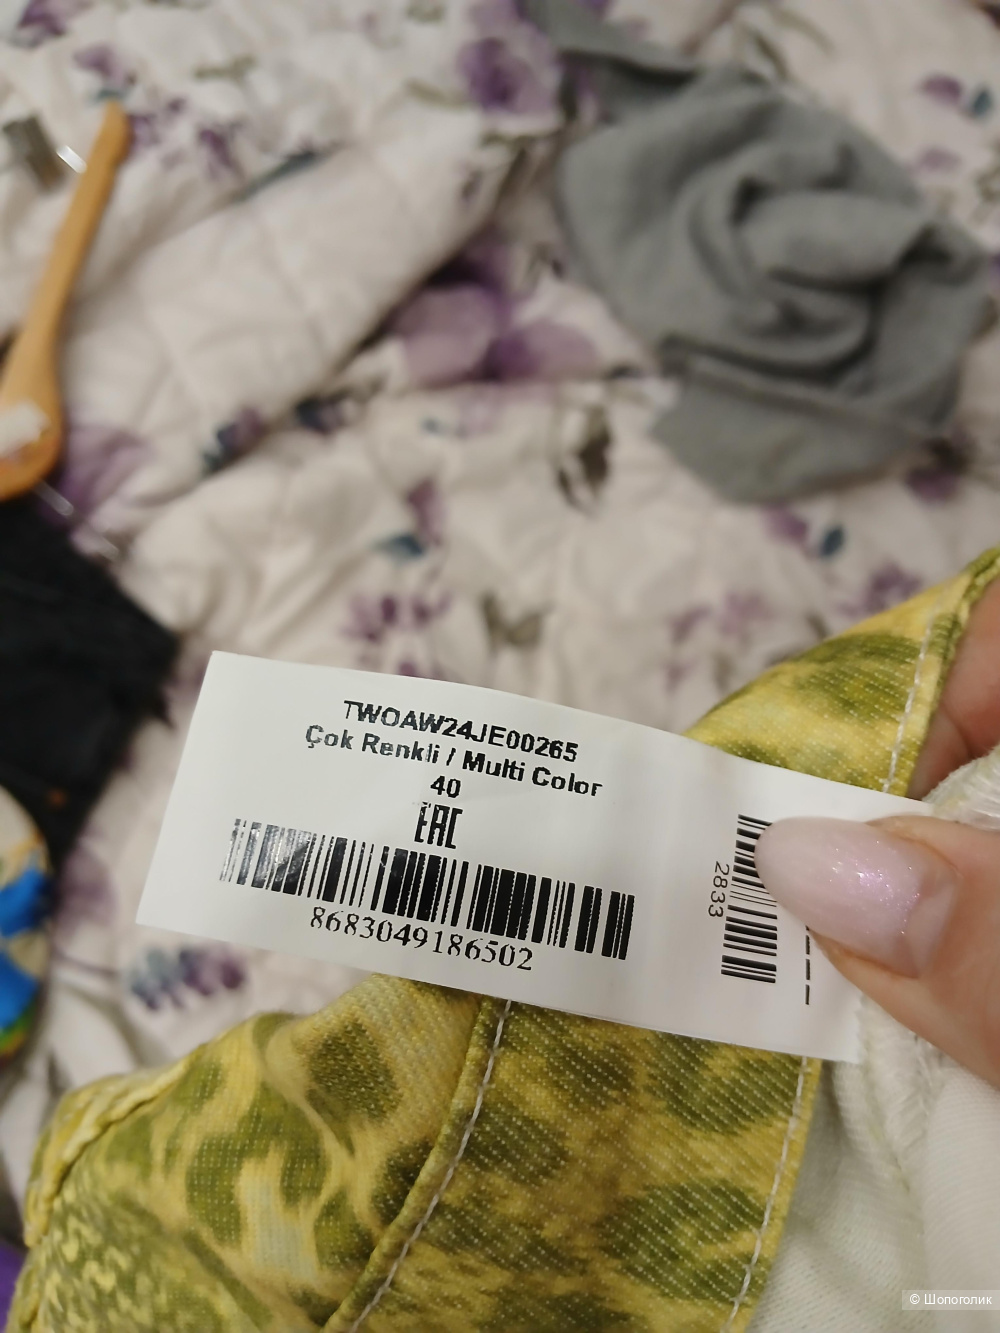 TWOAW24JE00265
Çok Renkli / Multi Color
40
EAC
8683049186502
2833
© Шопоголик